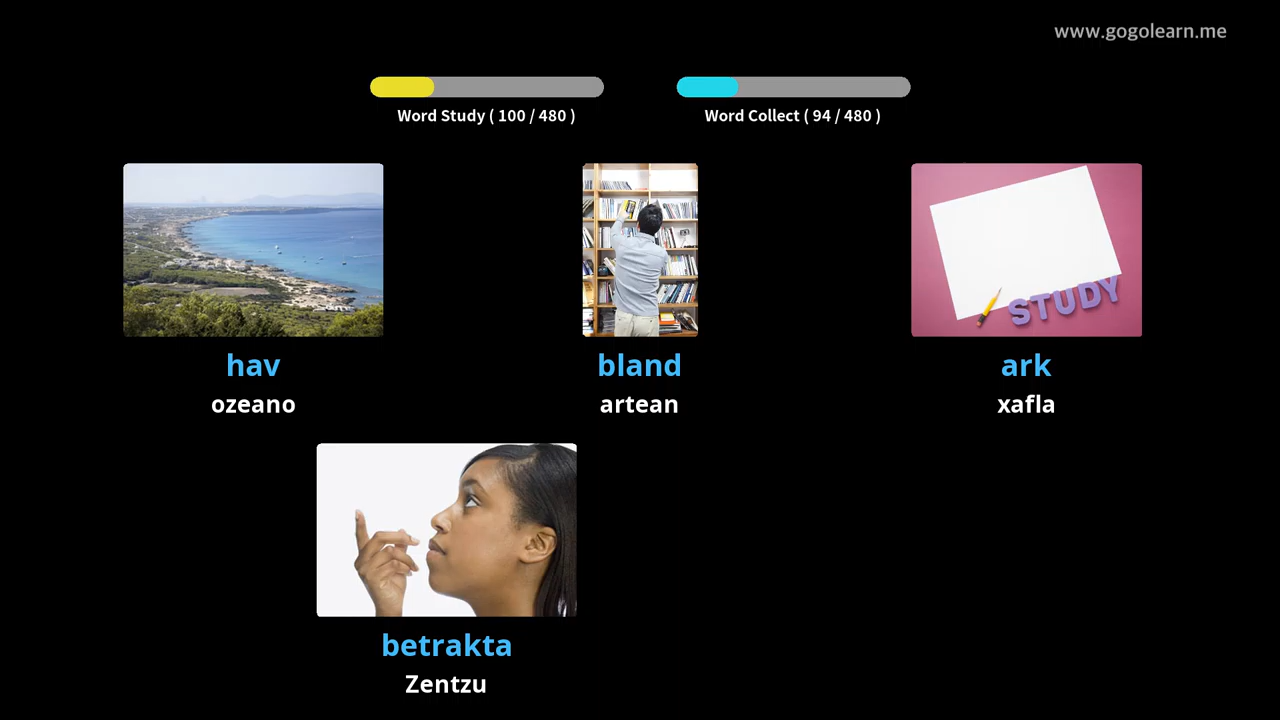 www.gogolearn.me
Word Study ( 100 / 480 )
Word Collect ( 94 / 480 )
STUDY
hav
ozeano
bland
artean
ark
xafla
betrakta
Zentzu